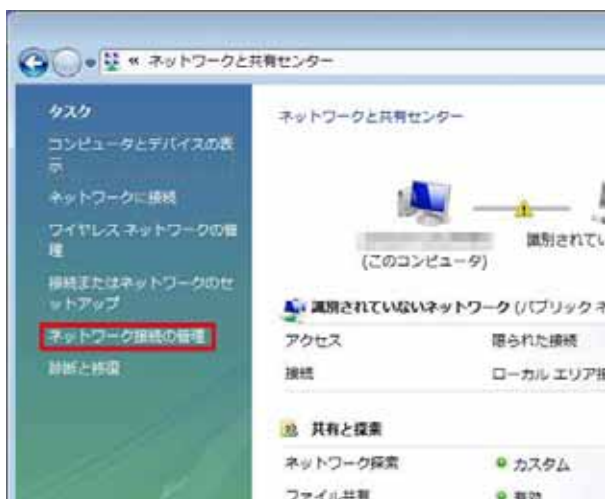 « ネットワークと共有センター
タスク
コンピュータとデバイスの表
示
ネットワークに接続
ワイヤレス ネットワークの管
理
接続またはネットワークのセ
ットアップ
ネットワーク接続の管理
診断と修復
ネットワークと共有センター
(このコンピュータ)
識別されてい
識別されていないネットワーク (パブリック ネ
アクセス 限られた接続
接続 ローカル エリア接
共有と探索
ネットワーク探索 カスタム
ファイル共有 有効